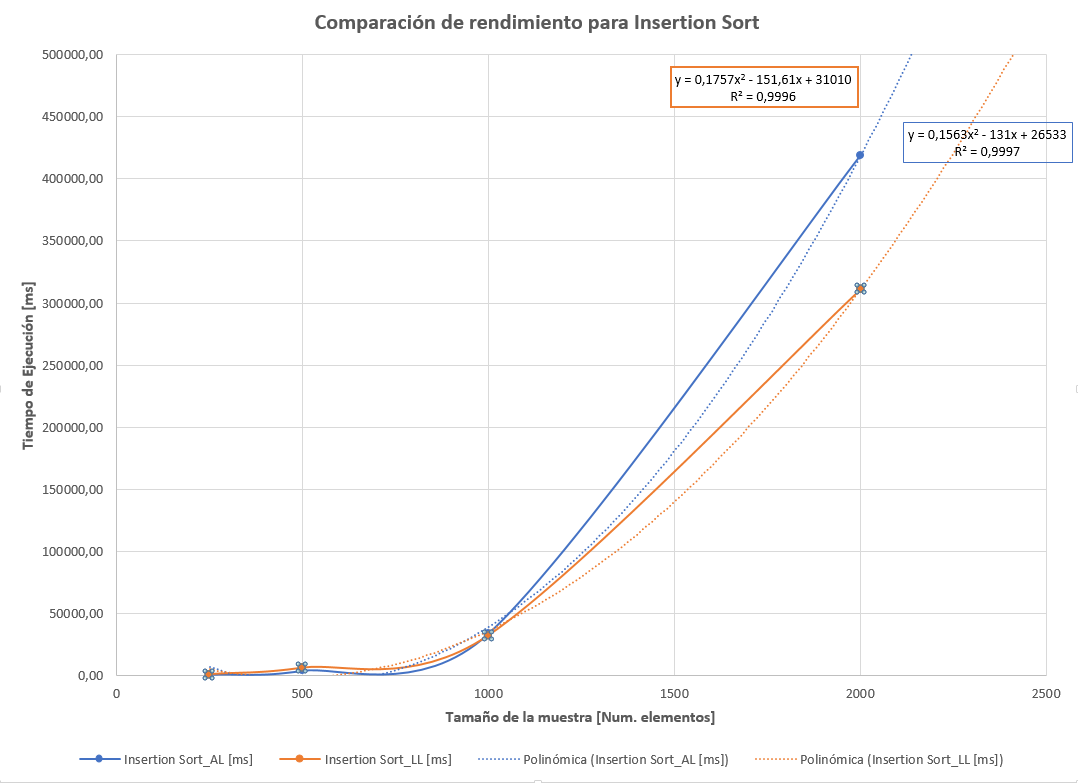 Comparación de rendimiento para Insertion Sort
500000,00
450000,00
400000,00
350000,00
300000,00
250000,00
200000,00
150000,00
100000,00
50000,00
0,00
Tiempo de Ejecución [ms]
y = 0,1757x² - 151,61x + 31010
R² = 0,9996
y = 0,1563x² - 131x + 26533
R² = 0,9997
0 500 1000 1500 2000 2500
Tamaño de la muestra [Num. elementos]
Insertion Sort_AL [ms] Insertion Sort_LL [ms] Polinómica (Insertion Sort_AL [ms]) Polinómica (Insertion Sort_LL [ms])